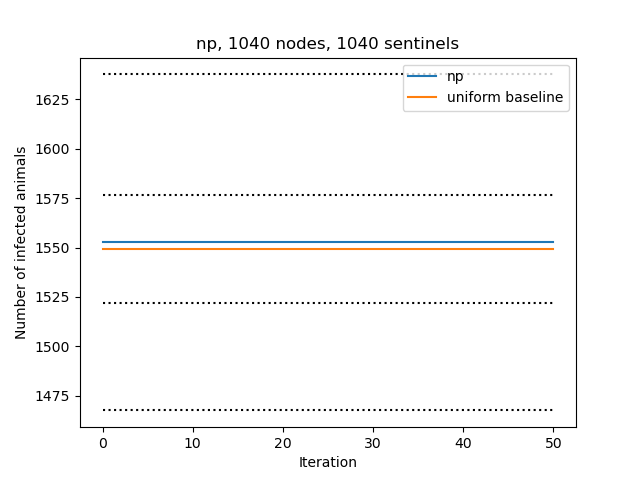 np, 1040 nodes, 1040 sentinels
np
uniform baseline
Number of infected animals
1625
1600
1575
1550
1525
1500
1475
0 10 20 30 40 50
Iteration